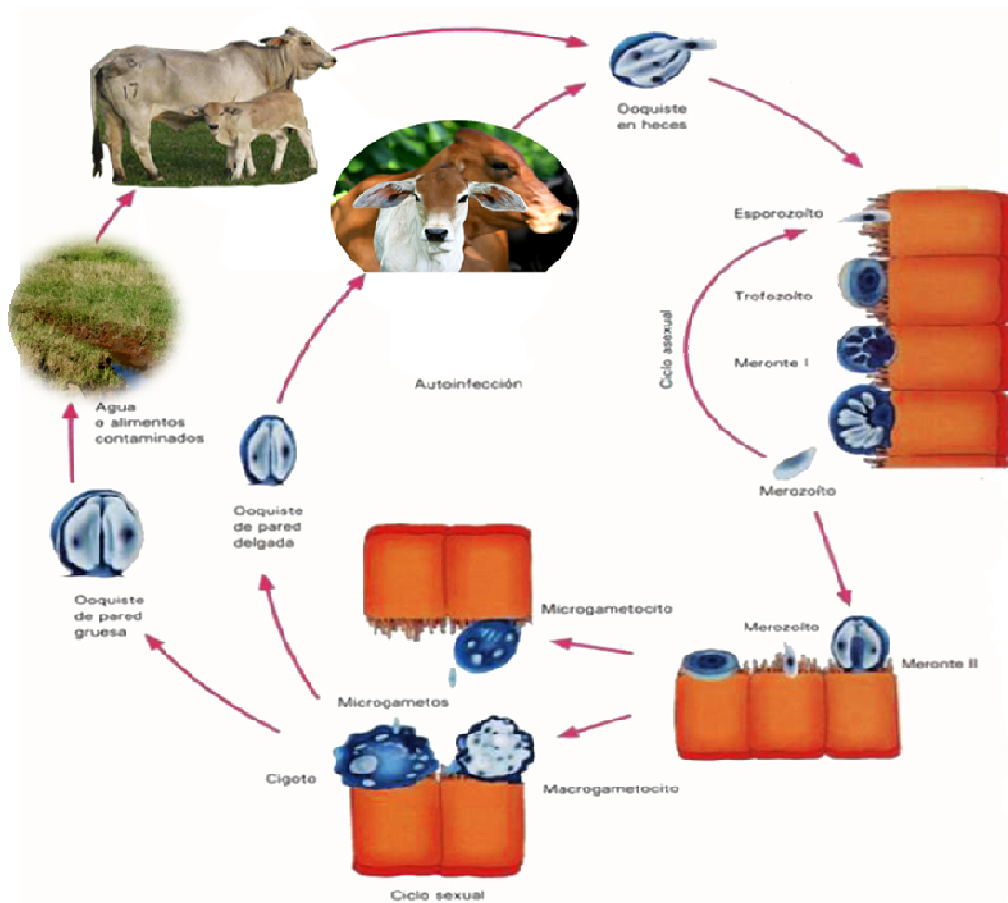 17
Ooquiste
en heces
Esporozoíto
Trofozoíto
Ciclo asexual
Meronte I
Autoinfección
Agua
o alimentos
contaminados
Merozoíto
Ooquiste
de pared
delgada
Ooquiste
de pared
gruesa
Microgametocito
Merozoíto
Meronte II
Microgametos
Cigoto
Macrogametocito
Ciclo sexual